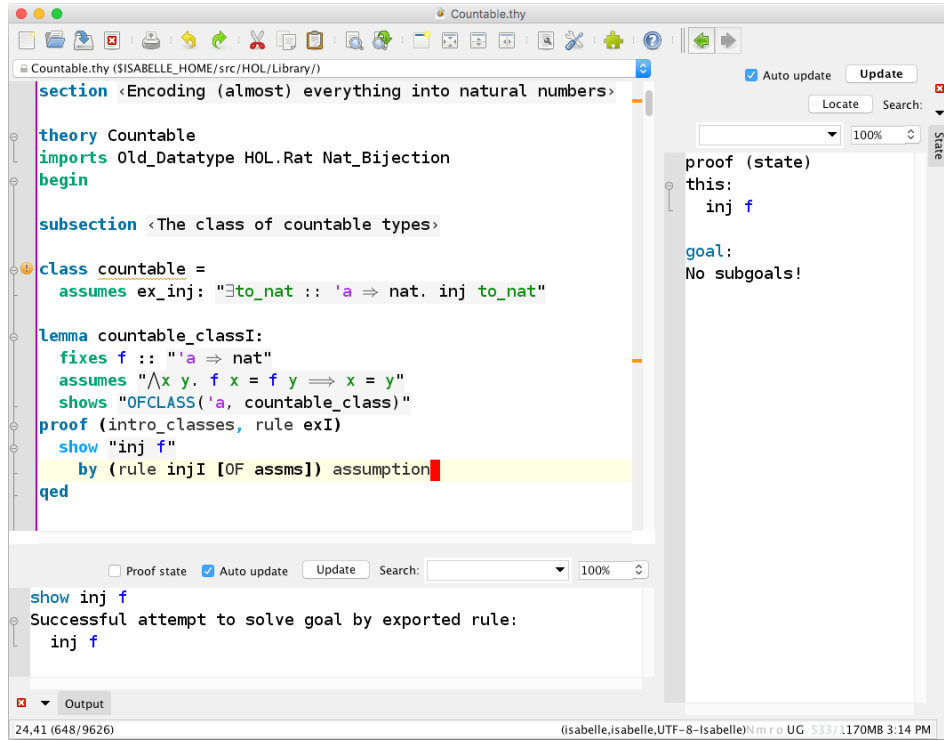 Countable.thy
Countable.thy ($ISABELLE_HOME/src/HOL/Library/)
section ‹Encoding (almost) everything into natural numbers›
theory Countable
imports Old_Datatype HOL.Rat Nat_Bijection
begin
subsection ‹The class of countable types›
class countable =
assumes ex_inj: "∃to_nat :: 'a ⇒ nat. inj to_nat"
lemma countable_classI:
fixes f :: "'a ⇒ nat"
assumes "⋀x y. f x = f y ⟹ x = y"
shows "OFCLASS('a, countable_class)"
proof (intro_classes, rule exI)
show "inj f"
by (rule injI [OF assms]) assumption
qed
Auto update Update
Locate Search:
100%
State
proof (state)
this:
inj f
goal:
No subgoals!
Proof state Auto update Update Search: 100%
show inj f
Successful attempt to solve goal by exported rule:
inj f
Output
24,41 (648/9626) (isabelle,isabelle,UTF-8-Isabelle)N m r o UG 533/1170MB 3:14 PM